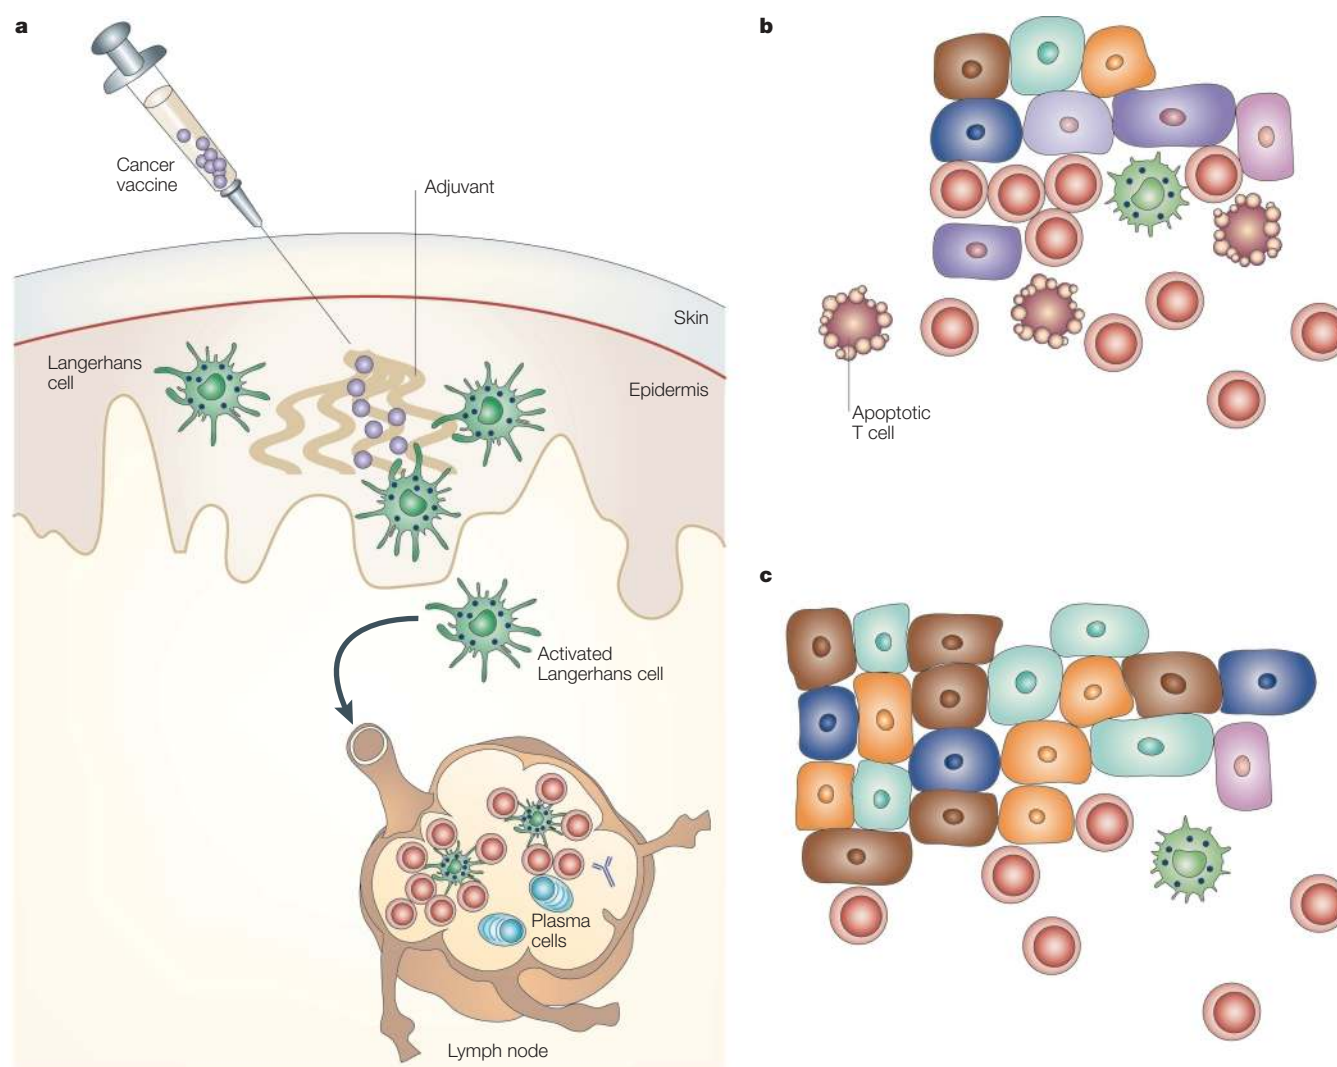 a
Cancer
vaccine
Adjuvant
Skin
Langerhans
cell
Epidermis
Activated
Langerhans cell
Plasma
cells
Lymph node
b
Apoptotic
T cell
c